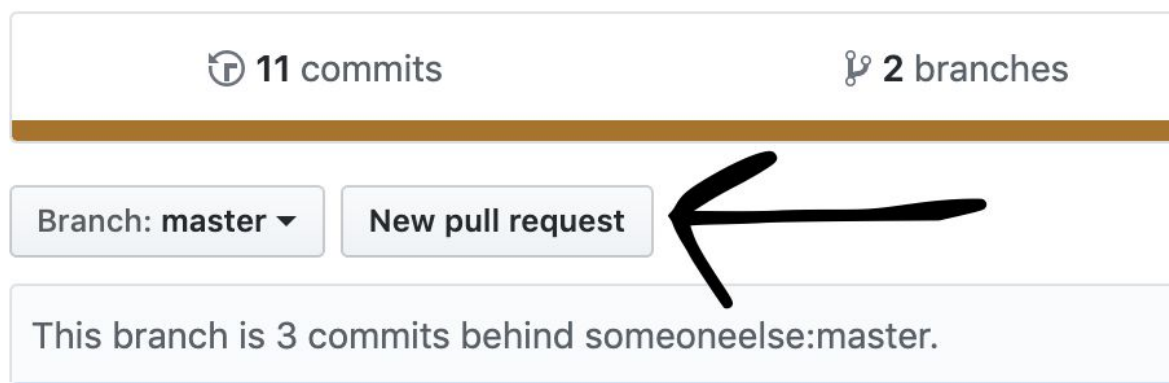 11 commits
2 branches
Branch: master
New pull request
This branch is 3 commits behind someoneelse:master.